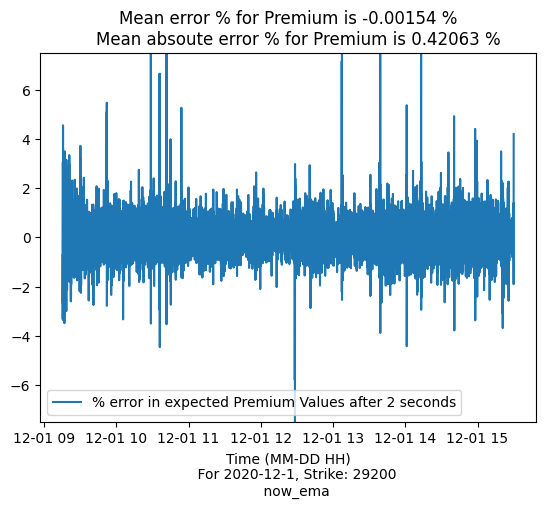 Mean error % for Premium is -0.00154 %
Mean absoute error % for Premium is 0.42063 %
6
4
2
0
−2
−4
−6
% error in expected Premium Values after 2 seconds
12-01 09 12-01 10 12-01 11 12-01 12 12-01 13 12-01 14 12-01 15
Time (MM-DD HH)
For 2020-12-1, Strike: 29200
now_ema